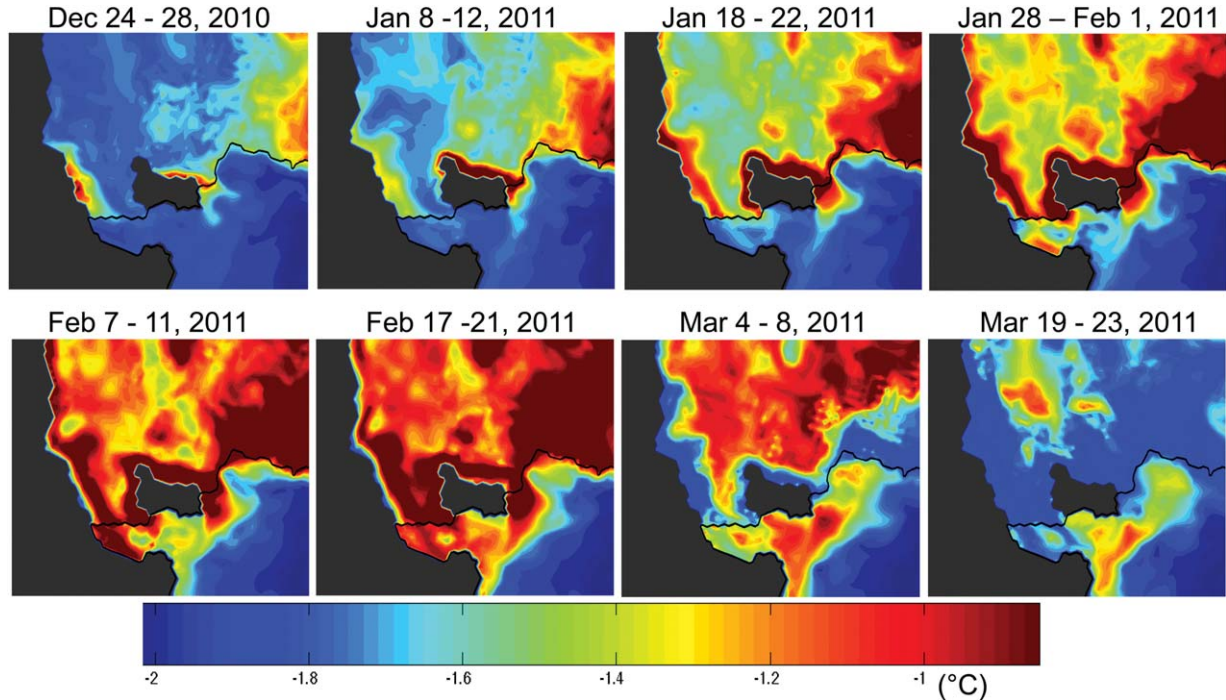 Dec 24 - 28, 2010
Jan 8 -12, 2011
Jan 18 - 22, 2011
Jan 28 – Feb 1, 2011
Feb 7 - 11, 2011
Feb 17 -21, 2011
Mar 4 - 8, 2011
Mar 19 - 23, 2011
-2 -1.8 -1.6 -1.4 -1.2 -1 (°C)